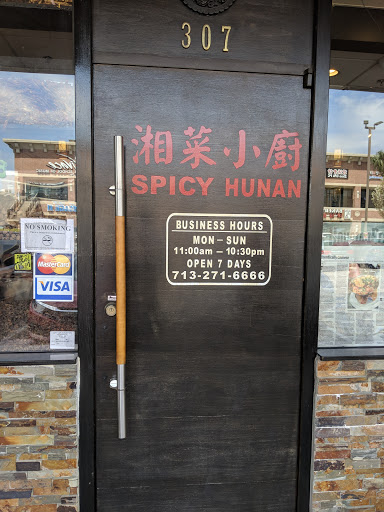 307
湘菜小厨
SPICY HUNAN
BUSINESS HOURS
MON – SUN
11:00am – 10:30pm
OPEN 7 DAYS
713-271-6666
NO SMOKING
MasterCard
VISA